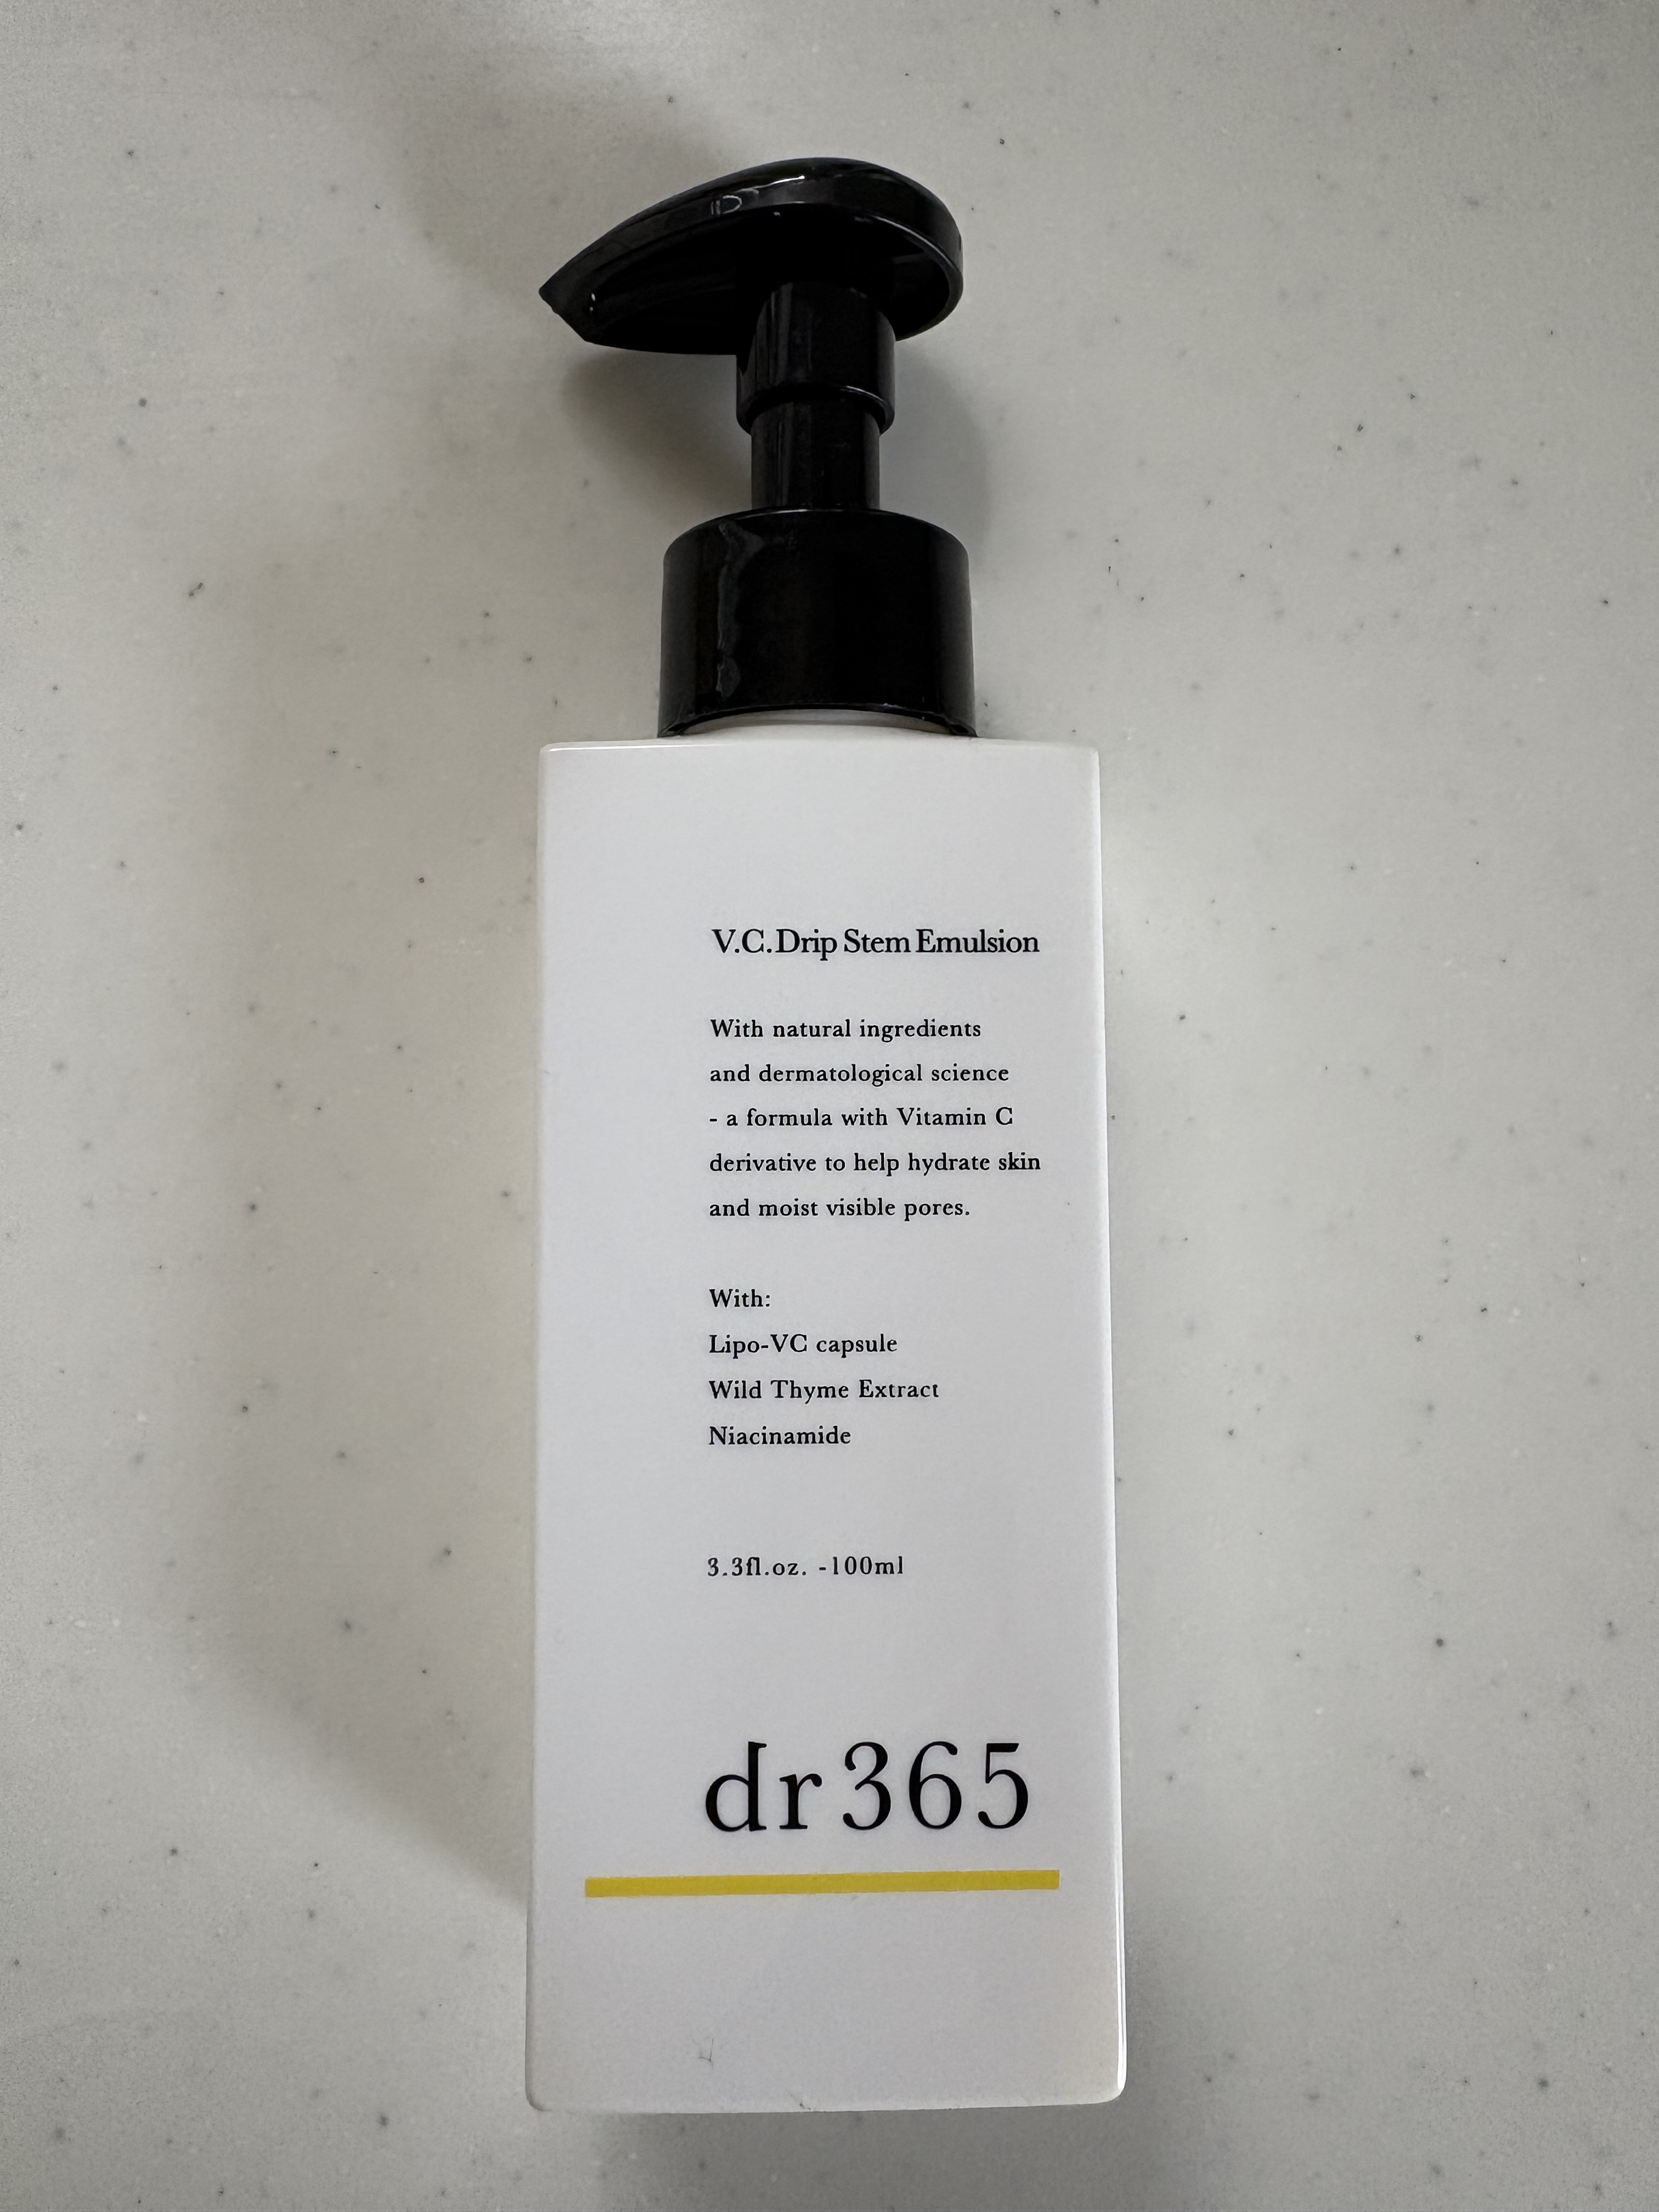 V.C.Drip Stem Emulsion
With natural ingredients
and dermatological science
- a formula with Vitamin C
derivative to help hydrate skin
and moist visible pores.
With:
Lipo-VC capsule
Wild Thyme Extract
Niacinamide
3.3fl.oz. -100ml
dr365